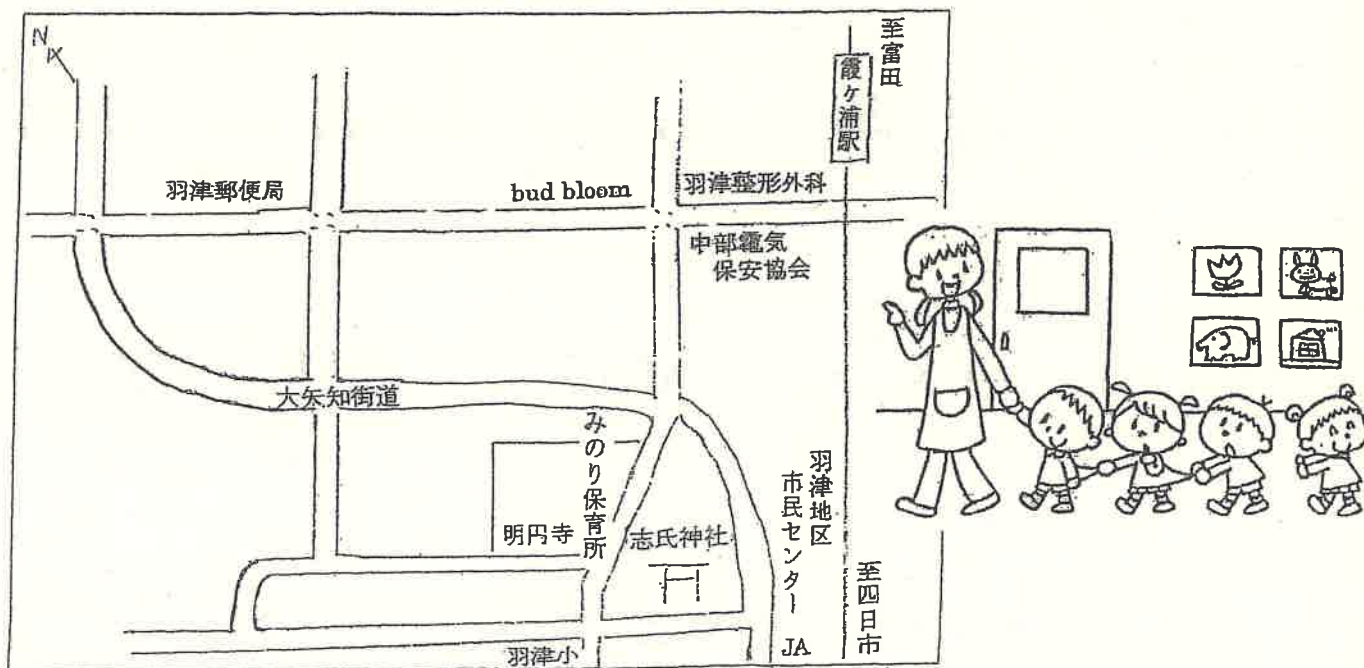 N
至富田
霞ヶ浦駅
羽津郵便局
bud bloom
羽津整形外科
中部電気
保安協会
大矢知街道
みのり保育所
明円寺
志氏神社
羽津地区
市民センター
JA
至四日市
羽津小